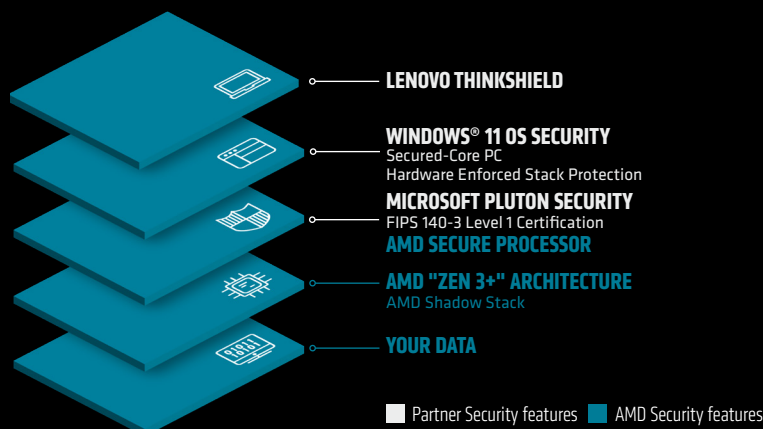 LENOVO THINKSHIELD
WINDOWS® 11 OS SECURITY
Secured-Core PC
Hardware Enforced Stack Protection
MICROSOFT PLUTON SECURITY
FIPS 140-3 Level 1 Certification
AMD SECURE PROCESSOR
AMD "ZEN 3+" ARCHITECTURE
AMD Shadow Stack
YOUR DATA
Partner Security features AMD Security features